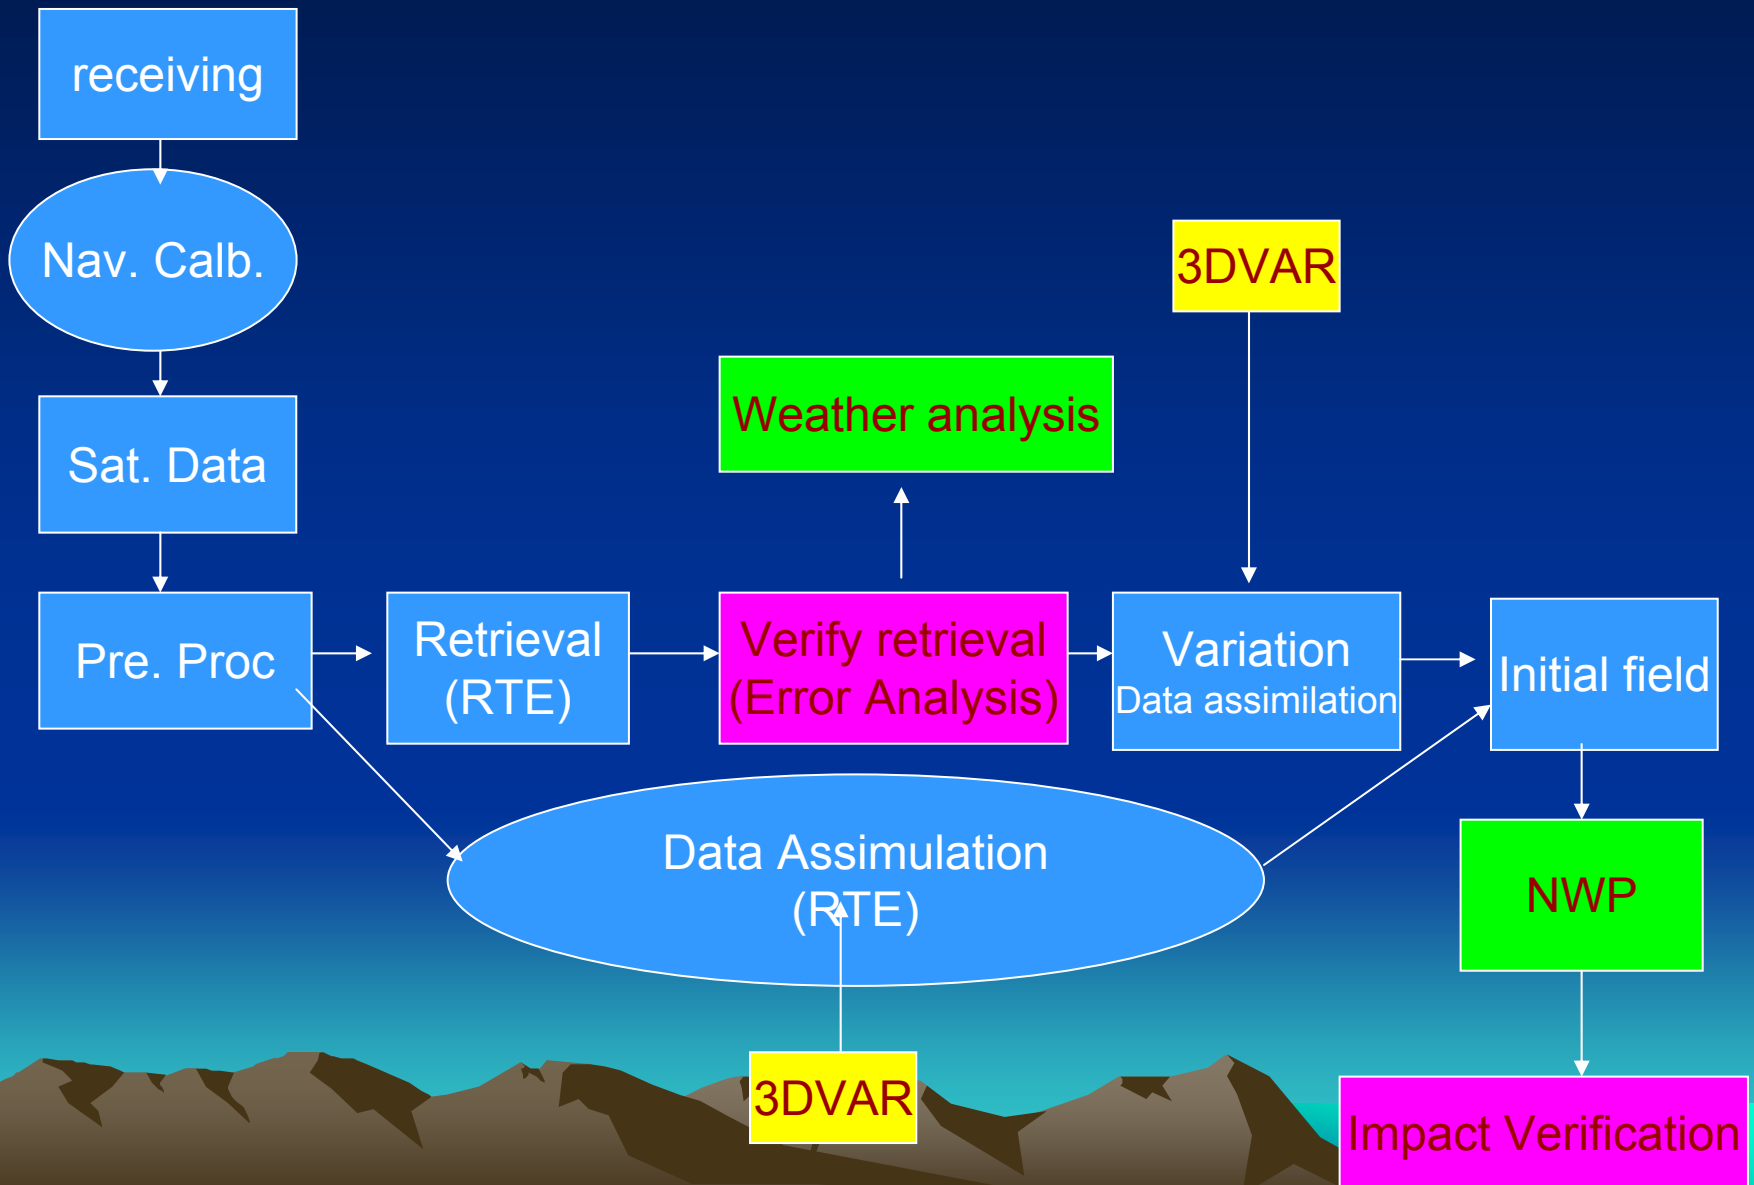 receiving
Nav. Calb.
3DVAR
Weather analysis
Sat. Data
Pre. Proc
Retrieval
(RTE)
Verify retrieval
(Error Analysis)
Variation
Data assimilation
Initial field
Data Assimulation
(RTE)
NWP
3DVAR
Impact Verification